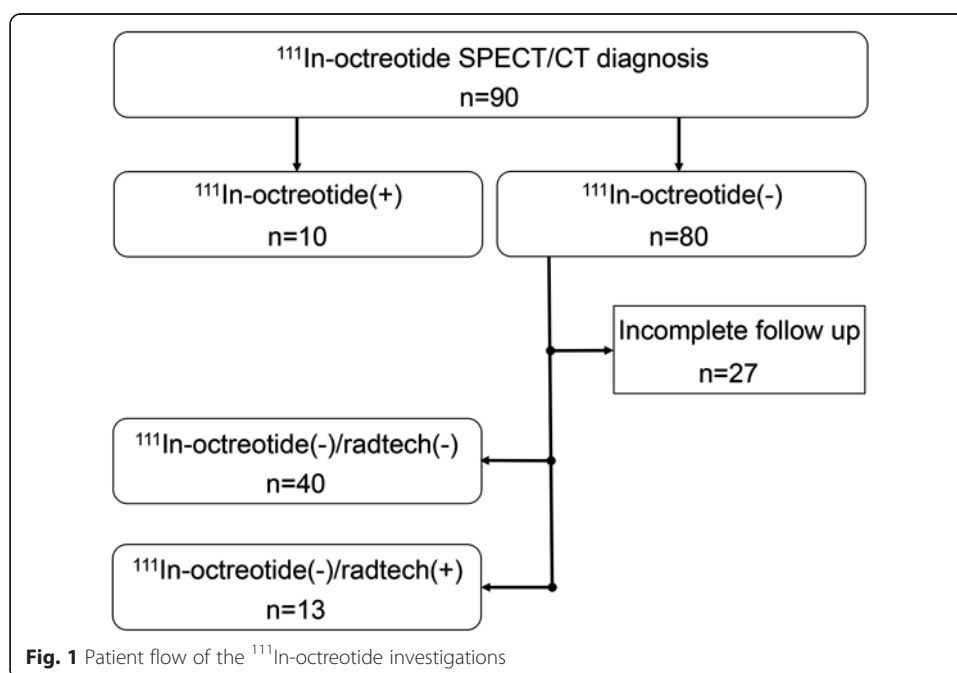 ¹¹¹In-octreotide SPECT/CT diagnosis
n=90
¹¹¹In-octreotide(+)
n=10
¹¹¹In-octreotide(-)
n=80
Incomplete follow up
n=27
¹¹¹In-octreotide(-)/radtech(-)
n=40
¹¹¹In-octreotide(-)/radtech(+)
n=13
Fig. 1 Patient flow of the ¹¹¹In-octreotide investigations